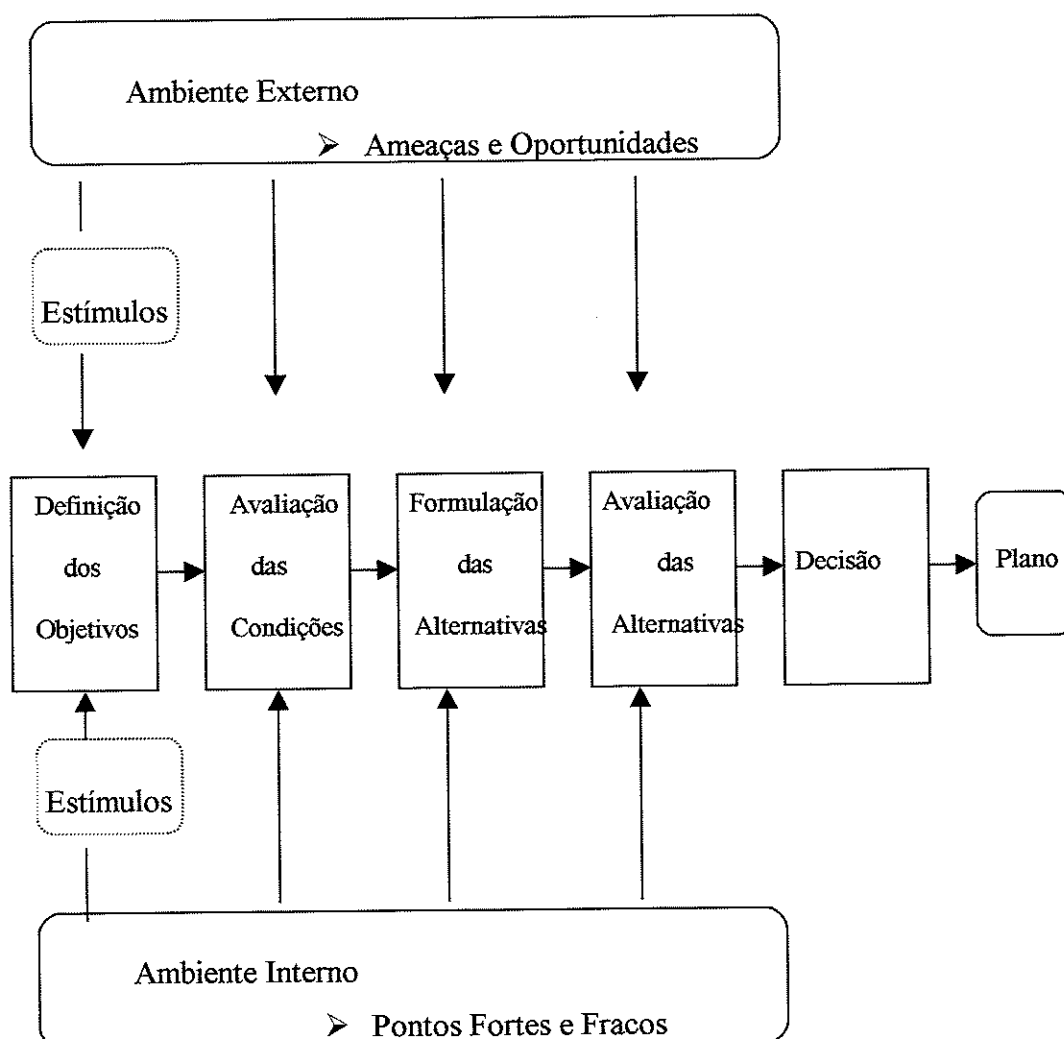 Ambiente Externo
➢ Ameaças e Oportunidades
Estímulos
Definição
dos
Objetivos
Avaliação
das
Condições
Formulação
das
Alternativas
Avaliação
das
Alternativas
Decisão
Plano
Estímulos
Ambiente Interno
➢ Pontos Fortes e Fracos